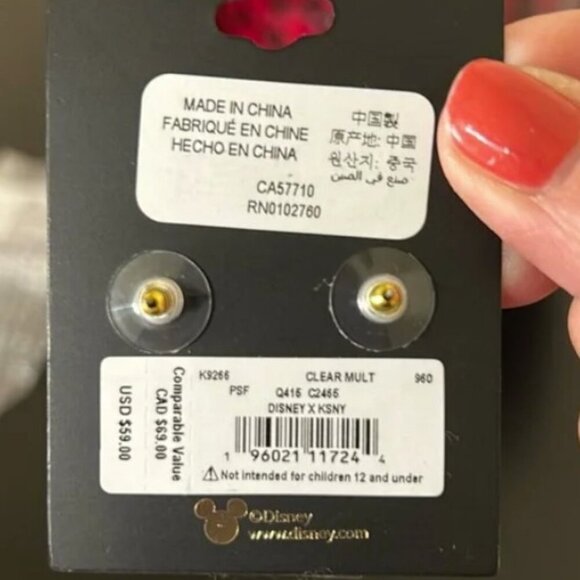 MADE IN CHINA
FABRIQUÉ EN CHINE
HECHO EN CHINA
中国製
原产地: 中国
원산지: 중국
صنع في الصين
CA57710
RN0102760
K9266 CLEAR MULT 960
PSF Q415 C2465
DISNEY X KSNY
1 96021 11724 4
⚠ Not intended for children 12 and under
Comparable Value
CAD $69.00
USD $59.00
©Disney
www.disney.com